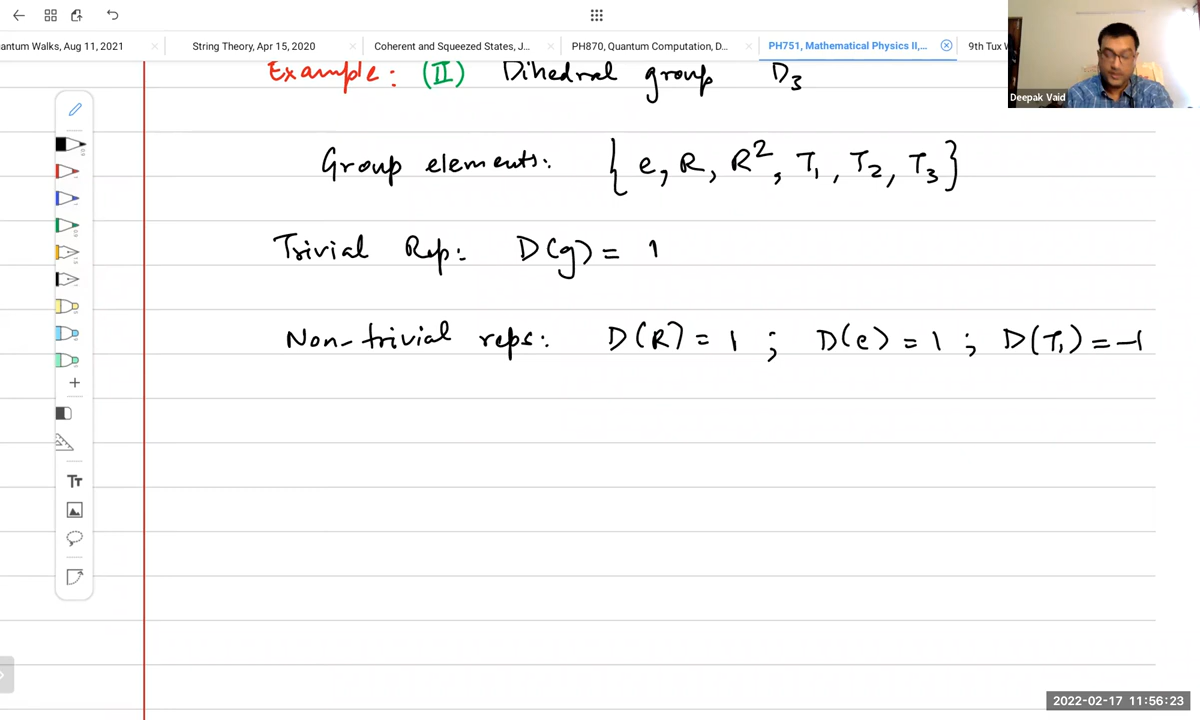 antum Walks, Aug 11, 2021
String Theory, Apr 15, 2020
Coherent and Squeezed States, J...
PH870, Quantum Computation, D...
PH751, Mathematical Physics II,...
9th Tux W
Deepak Vaid
Example: (II) Dihedral group D₃
Group elements: { e, R, R², T₁, T₂, T₃ }
Trivial Rep: D(g) = 1
Non-trivial reps: D(R) = 1 ; D(e) = 1 ; D(T₁) = -1
TT
2022-02-17 11:56:23